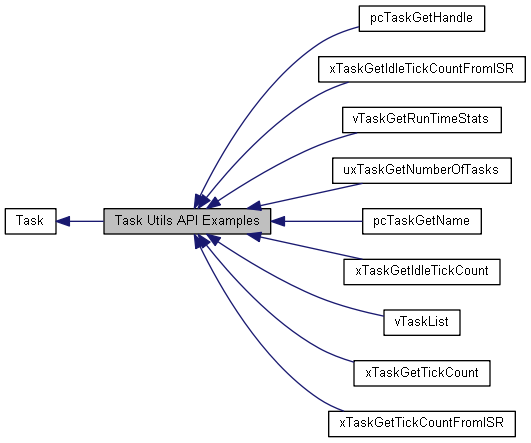 pcTaskGetHandle
xTaskGetIdleTickCountFromISR
vTaskGetRunTimeStats
uxTaskGetNumberOfTasks
Task
Task Utils API Examples
pcTaskGetName
xTaskGetIdleTickCount
vTaskList
xTaskGetTickCount
xTaskGetTickCountFromISR